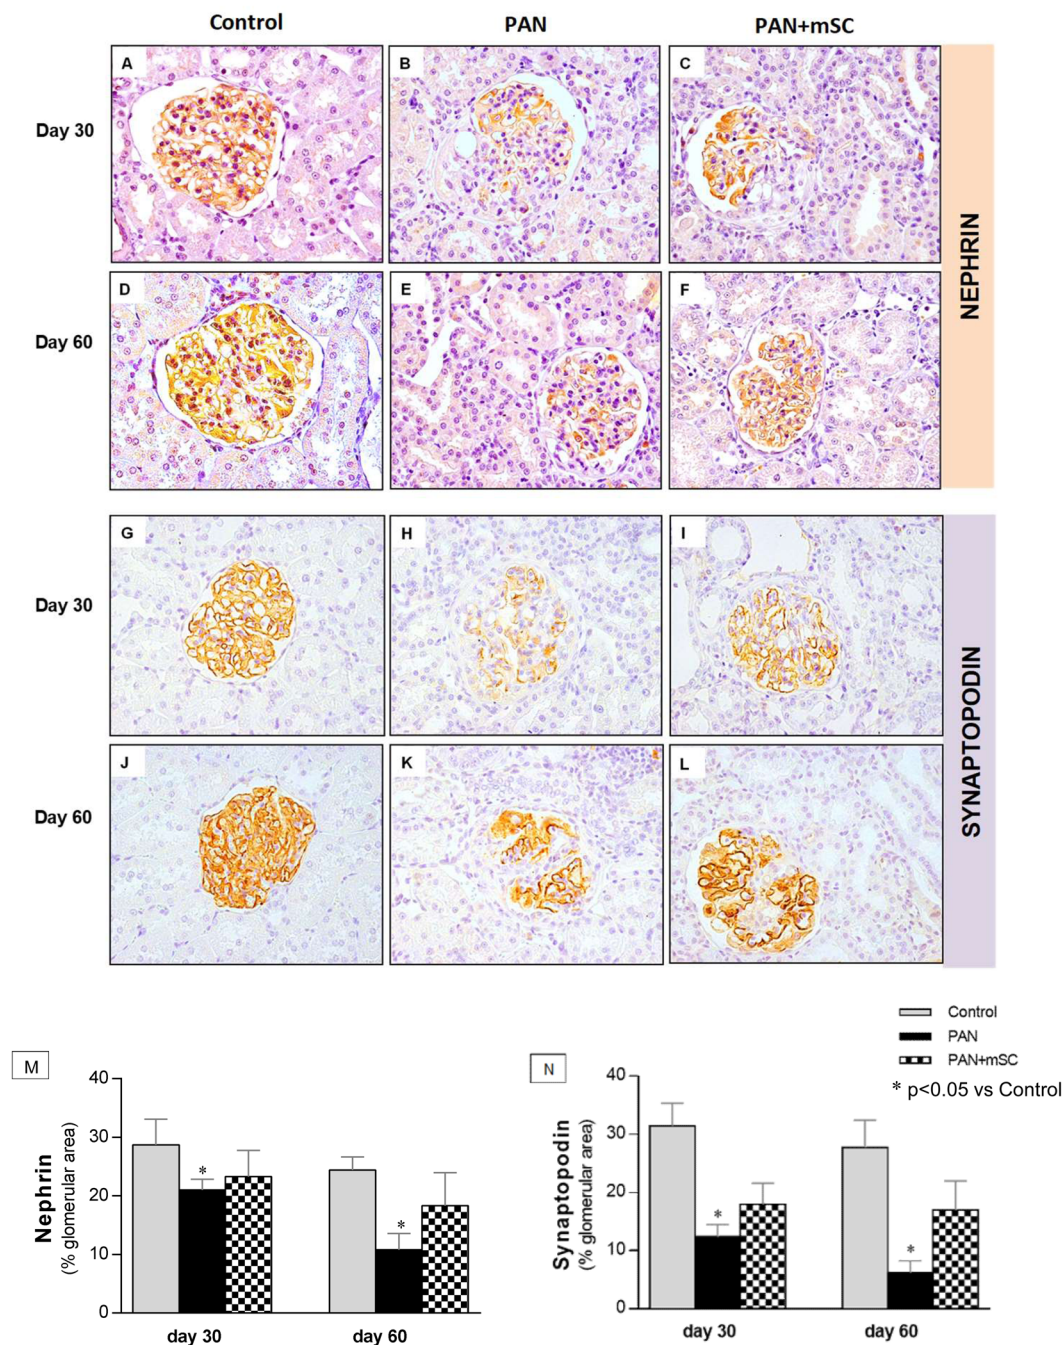 Control PAN PAN+mSC
A B C
Day 30
NEPHRIN
D E F
Day 60
G H I
Day 30
SYNAPTOPODIN
J K L
Day 60
Control
PAN
PAN+mSC
* p<0.05 vs Control
M
Nephrin
(% glomerular area)
40
30
20
10
0
*
*
day 30 day 60
N
Synaptopodin
(% glomerular area)
40
30
20
10
0
*
*
day 30 day 60